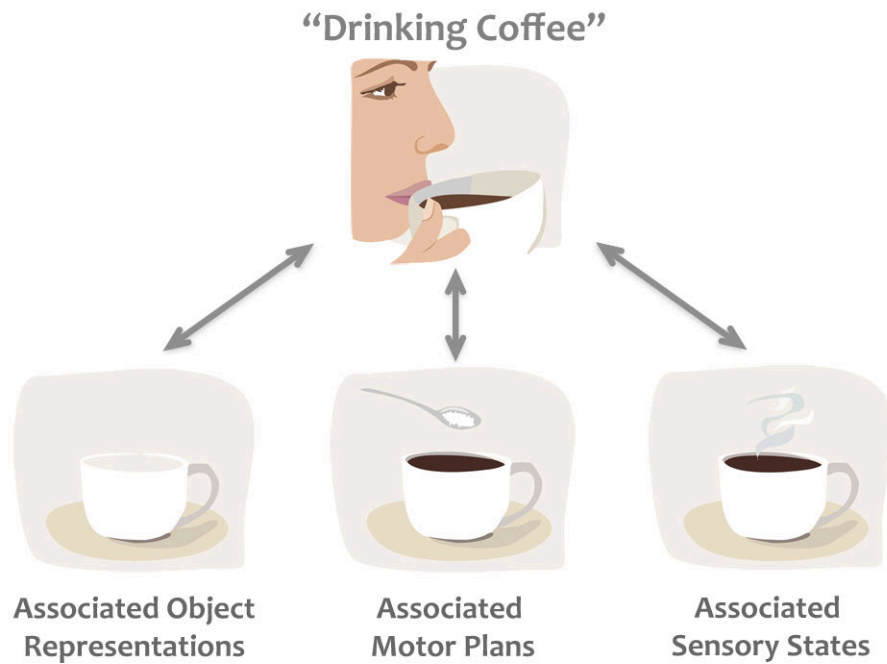 “Drinking Coffee”
Associated Object
Representations
Associated
Motor Plans
Associated
Sensory States